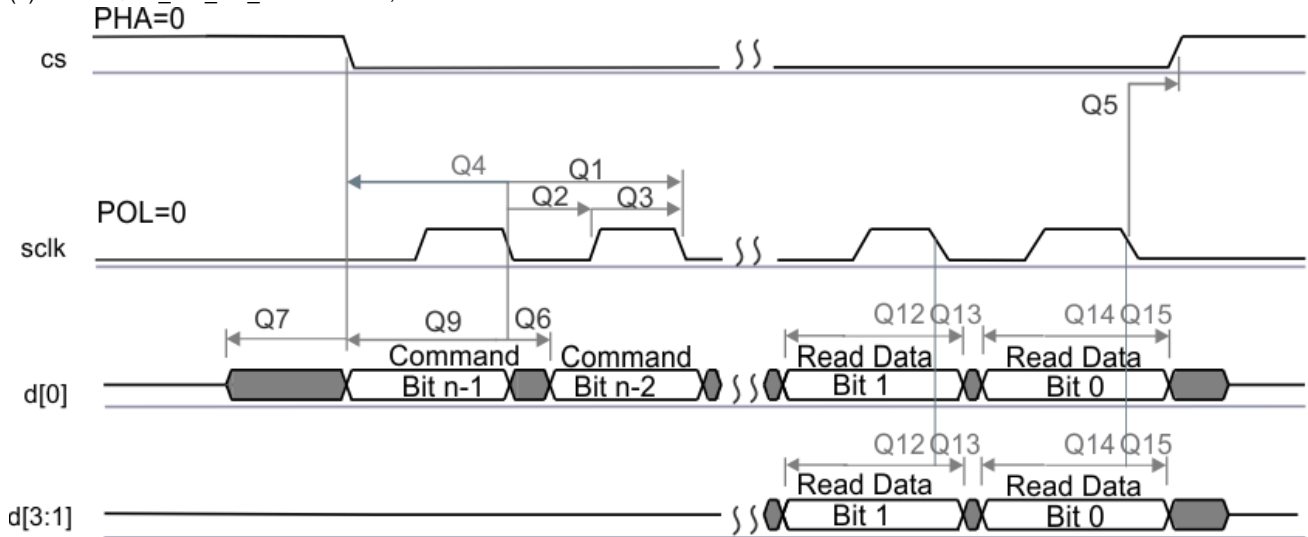 PHA=0
cs
Q5
Q4
Q1
Q2
Q3
POL=0
sclk
Q7
Q9
Q6
Q12 Q13
Q14 Q15
Command
Command
Read Data
Read Data
d[0]
Bit n-1
Bit n-2
Bit 1
Bit 0
Q12 Q13
Q14 Q15
Read Data
Read Data
d[3:1]
Bit 1
Bit 0